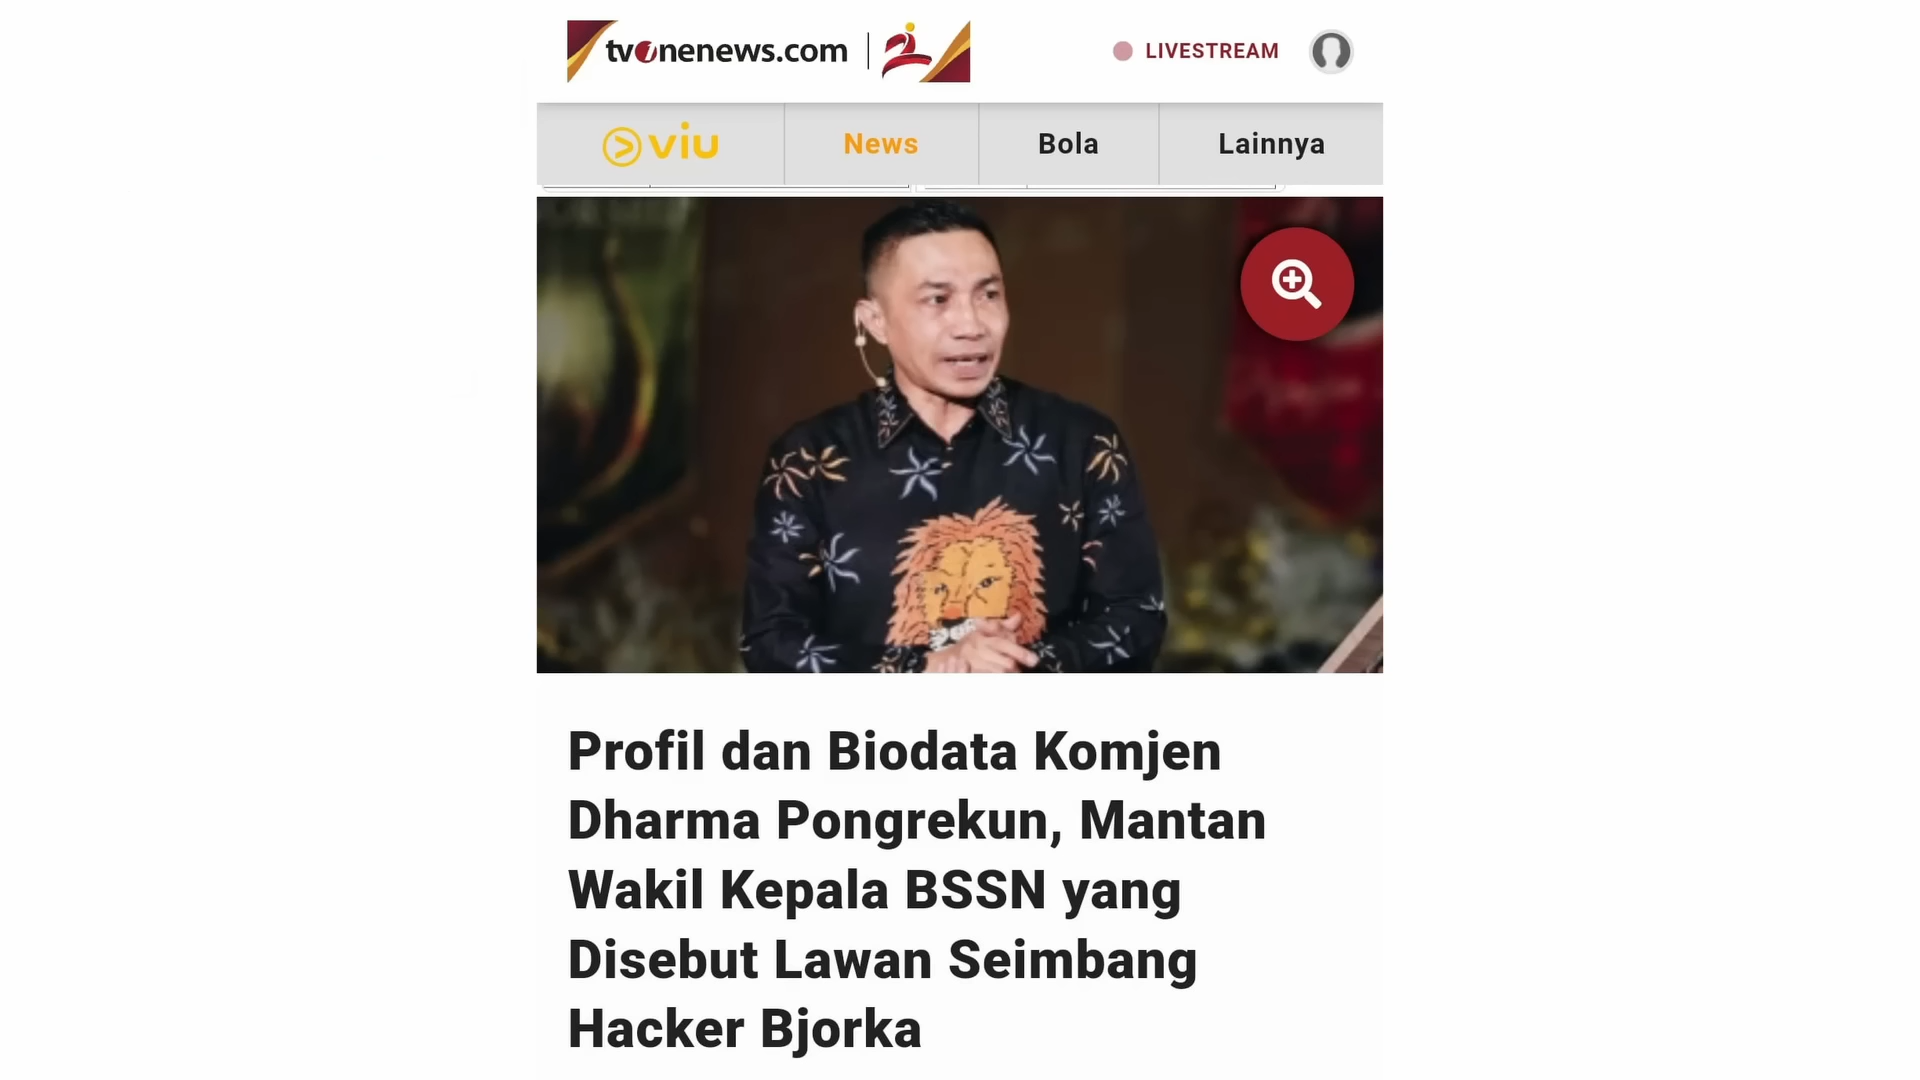 tvonenews.com
LIVESTREAM
viu
News
Bola
Lainnya
Profil dan Biodata Komjen
Dharma Pongrekun, Mantan
Wakil Kepala BSSN yang
Disebut Lawan Seimbang
Hacker Bjorka